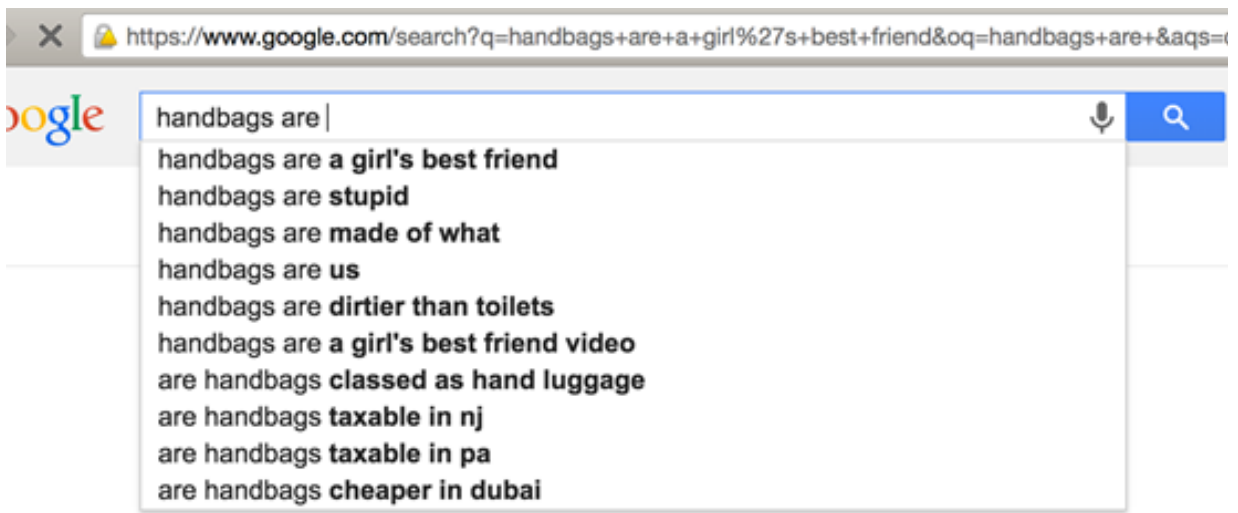 https://www.google.com/search?q=handbags+are+a+girl%27s+best+friend&oq=handbags+are+&aqs=
oogle
handbags are
handbags are a girl's best friend
handbags are stupid
handbags are made of what
handbags are us
handbags are dirtier than toilets
handbags are a girl's best friend video
are handbags classed as hand luggage
are handbags taxable in nj
are handbags taxable in pa
are handbags cheaper in dubai